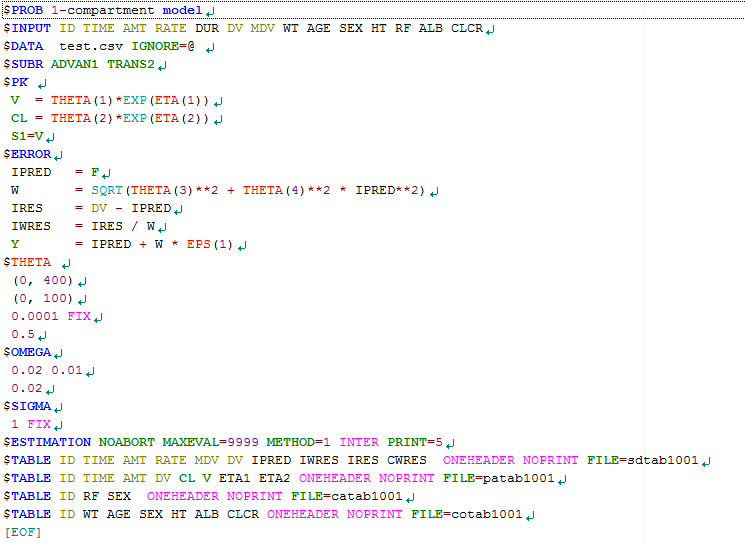 $PROB 1-compartment model
$INPUT ID TIME AMT RATE DUR DV MDV WT AGE SEX HT RF ALB CLCR
$DATA  test.csv IGNORE=@
$SUBR ADVAN1 TRANS2
$PK
 V  = THETA(1)*EXP(ETA(1))
 CL = THETA(2)*EXP(ETA(2))
 S1=V
$ERROR
 IPRED   = F
 W       = SQRT(THETA(3)**2 + THETA(4)**2 * IPRED**2)
 IRES    = DV - IPRED
 IWRES   = IRES / W
 Y       = IPRED + W * EPS(1)
$THETA
 (0, 400)
 (0, 100)
 0.0001 FIX
 0.5
$OMEGA
 0.02 0.01
 0.02
$SIGMA
 1 FIX
$ESTIMATION NOABORT MAXEVAL=9999 METHOD=1 INTER PRINT=5
$TABLE ID TIME AMT RATE MDV DV IPRED IWRES IRES CWRES  ONEHEADER NOPRINT FILE=sdtab1001
$TABLE ID TIME AMT DV CL V ETA1 ETA2 ONEHEADER NOPRINT FILE=patab1001
$TABLE ID RF SEX  ONEHEADER NOPRINT FILE=catab1001
$TABLE ID WT AGE SEX HT ALB CLCR ONEHEADER NOPRINT FILE=cotab1001
[EOF]